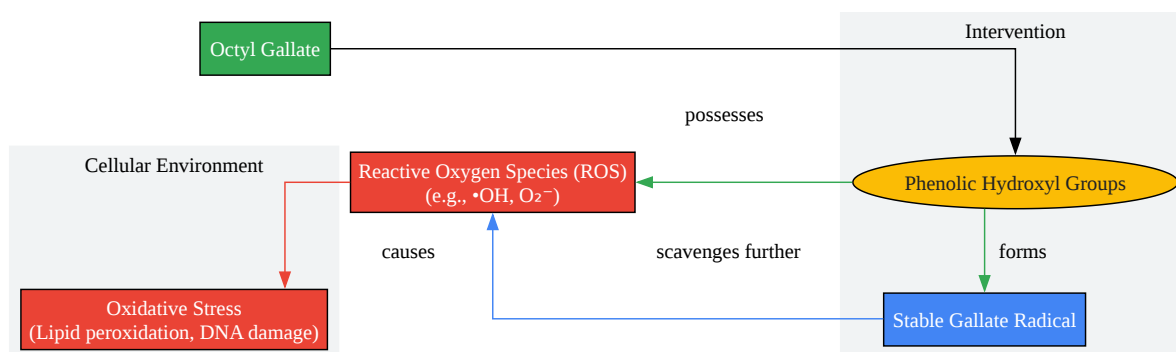 Octyl Gallate
Intervention
possesses
Cellular Environment
Reactive Oxygen Species (ROS)
(e.g., •OH, O₂⁻)
Phenolic Hydroxyl Groups
causes
scavenges further
forms
Oxidative Stress
(Lipid peroxidation, DNA damage)
Stable Gallate Radical